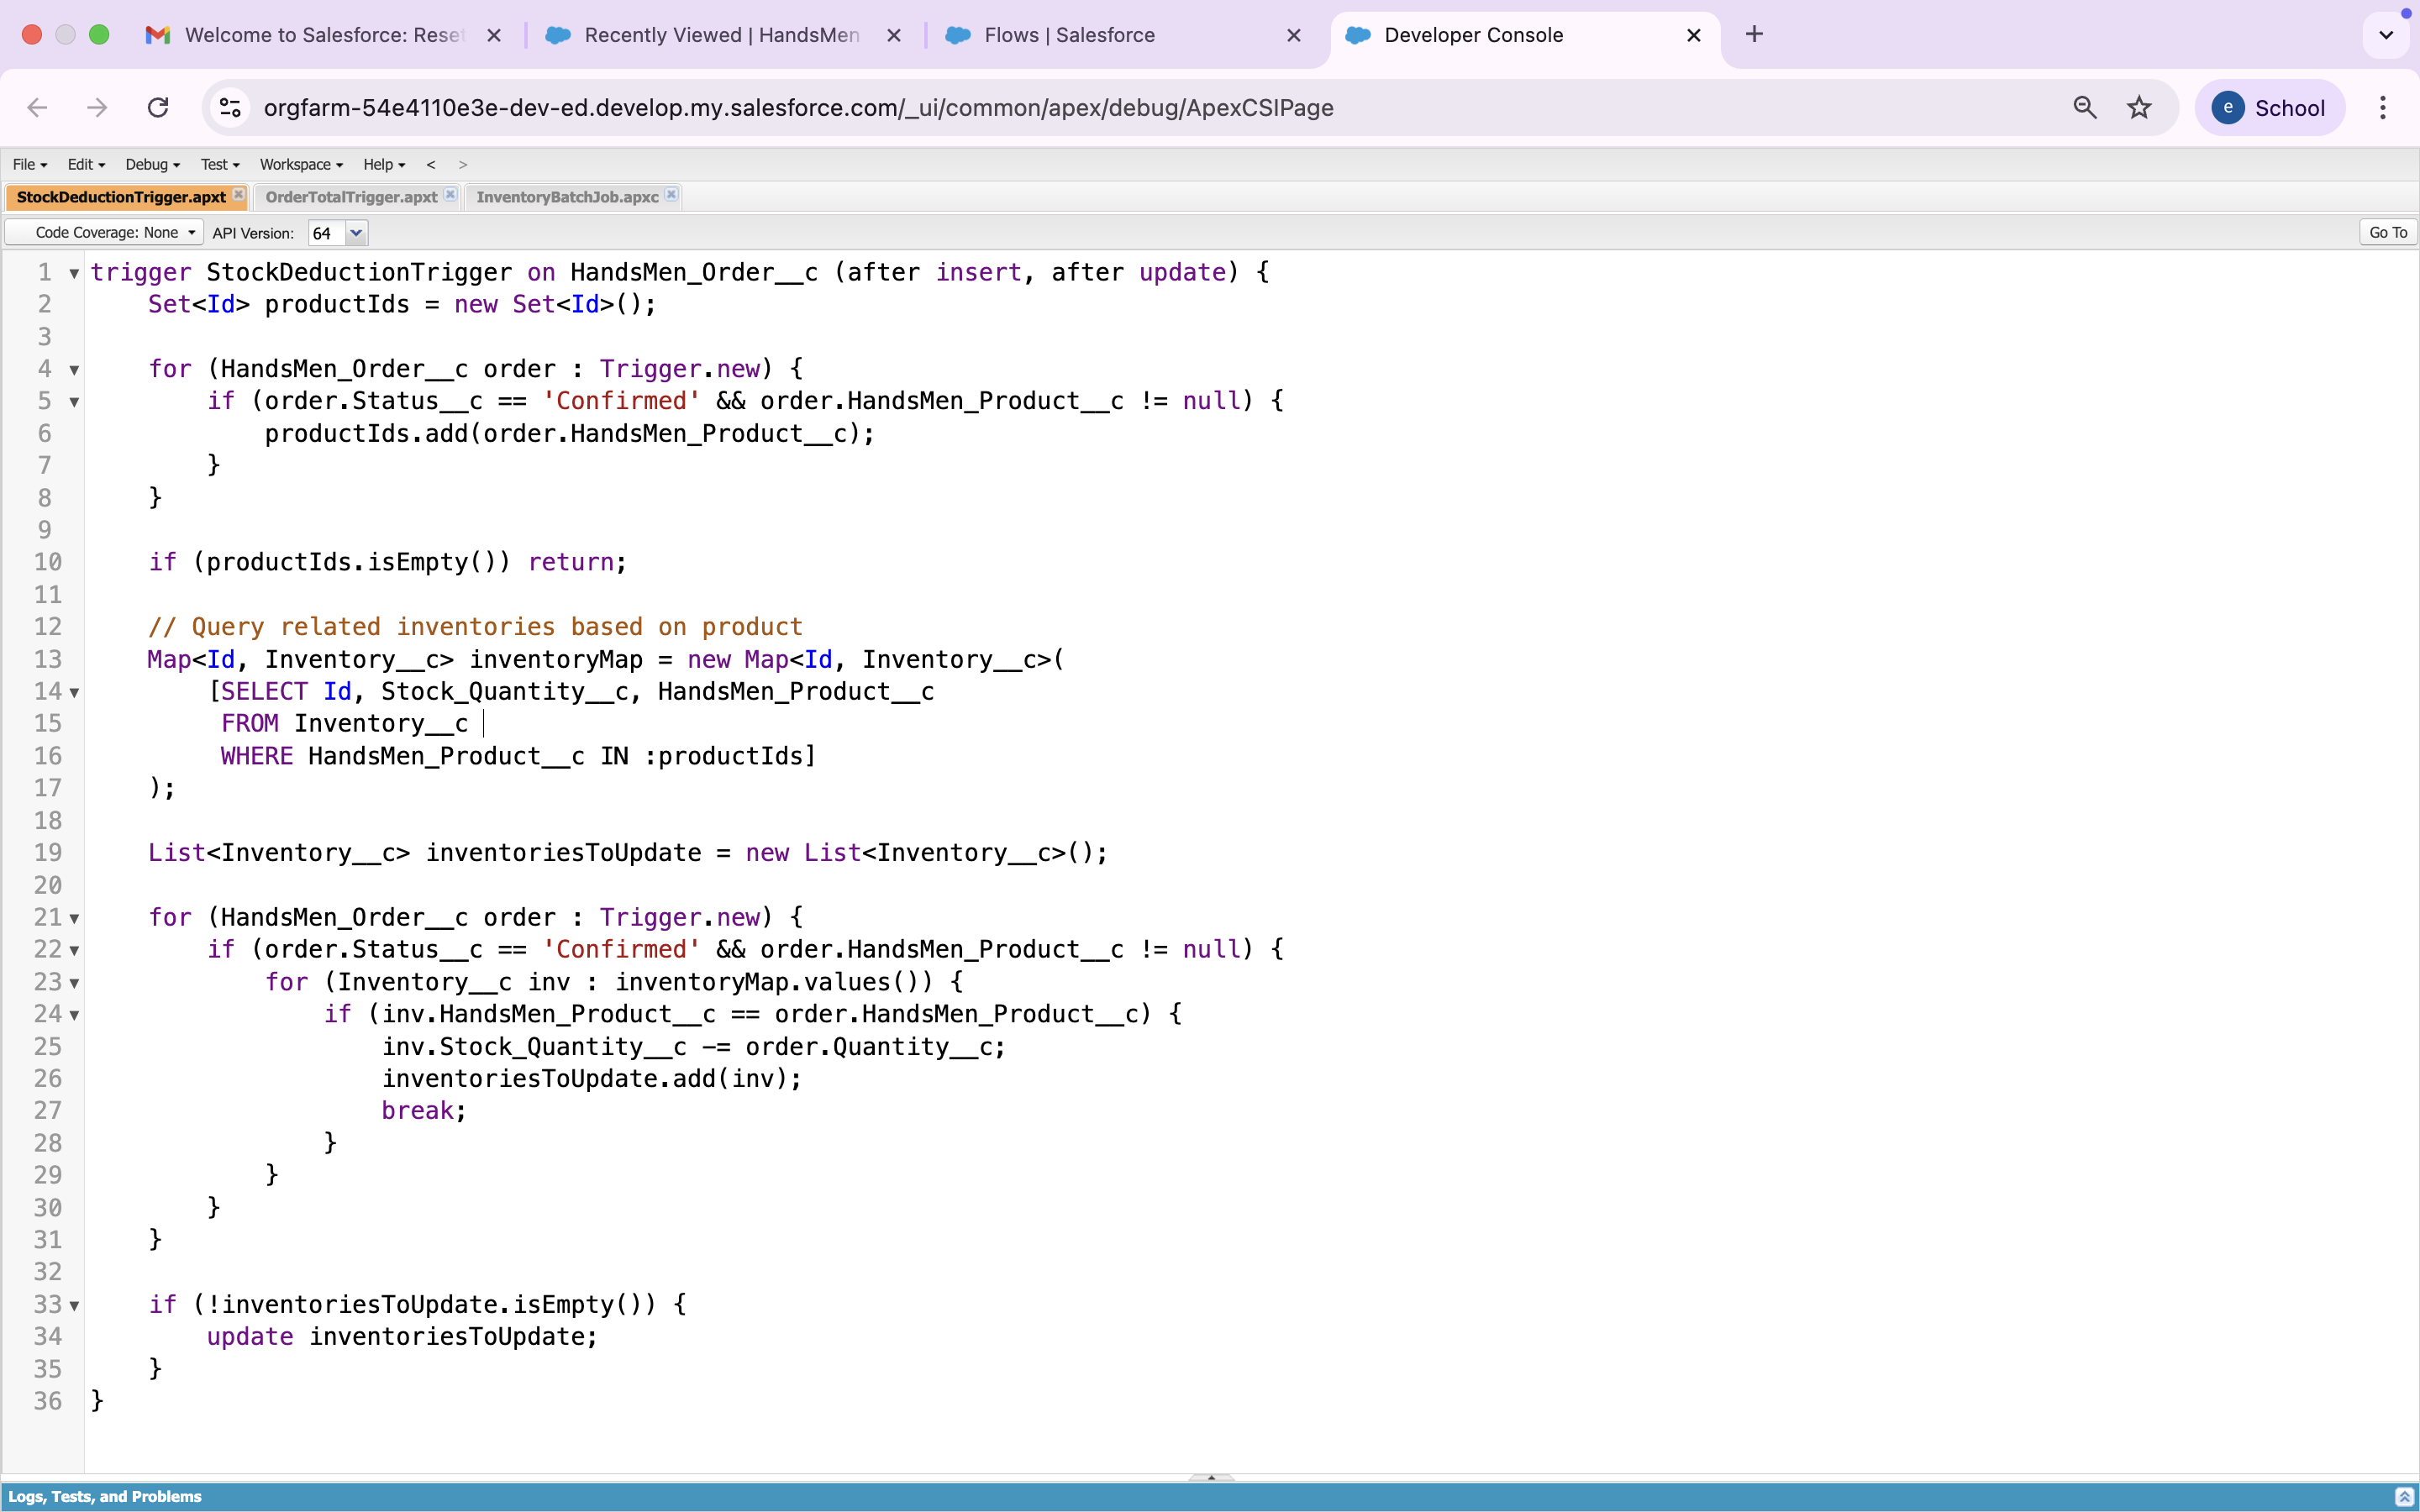 Welcome to Salesforce: Reset
Recently Viewed | HandsMen
Flows | Salesforce
Developer Console
orgfarm-54e4110e3e-dev-ed.develop.my.salesforce.com/_ui/common/apex/debug/ApexCSIPage
e School
File Edit Debug Test Workspace Help < >
StockDeductionTrigger.apxt OrderTotalTrigger.apxt InventoryBatchJob.apxc
Code Coverage: None API Version: 64 Go To
1 trigger StockDeductionTrigger on HandsMen_Order__c (after insert, after update) {
2     Set<Id> productIds = new Set<Id>();
3
4     for (HandsMen_Order__c order : Trigger.new) {
5         if (order.Status__c == 'Confirmed' && order.HandsMen_Product__c != null) {
6             productIds.add(order.HandsMen_Product__c);
7         }
8     }
9
10     if (productIds.isEmpty()) return;
11
12     // Query related inventories based on product
13     Map<Id, Inventory__c> inventoryMap = new Map<Id, Inventory__c>(
14         [SELECT Id, Stock_Quantity__c, HandsMen_Product__c
15          FROM Inventory__c
16          WHERE HandsMen_Product__c IN :productIds]
17     );
18
19     List<Inventory__c> inventoriesToUpdate = new List<Inventory__c>();
20
21     for (HandsMen_Order__c order : Trigger.new) {
22         if (order.Status__c == 'Confirmed' && order.HandsMen_Product__c != null) {
23             for (Inventory__c inv : inventoryMap.values()) {
24                 if (inv.HandsMen_Product__c == order.HandsMen_Product__c) {
25                     inv.Stock_Quantity__c -= order.Quantity__c;
26                     inventoriesToUpdate.add(inv);
27                     break;
28                 }
29             }
30         }
31     }
32
33     if (!inventoriesToUpdate.isEmpty()) {
34         update inventoriesToUpdate;
35     }
36 }
Logs, Tests, and Problems